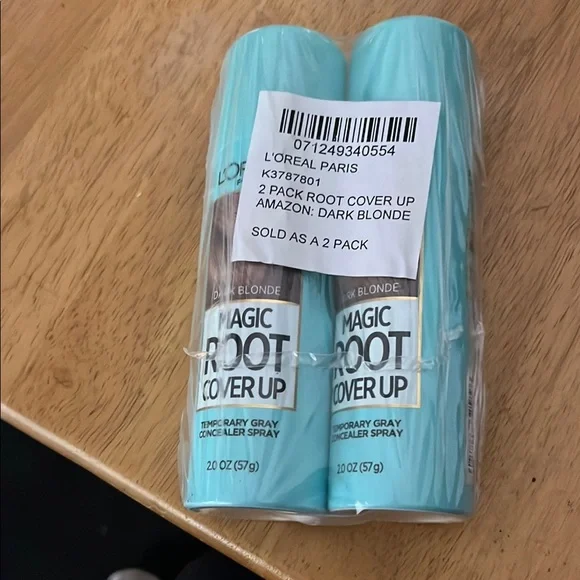 071249340554
L'OREAL PARIS
K3787801
2 PACK ROOT COVER UP
AMAZON: DARK BLONDE
SOLD AS A 2 PACK
DARK BLONDE
MAGIC
ROOT
COVER UP
TEMPORARY GRAY
CONCEALER SPRAY
2.0 OZ (57g)
DARK BLONDE
MAGIC
ROOT
COVER UP
TEMPORARY GRAY
CONCEALER SPRAY
2.0 OZ (57g)